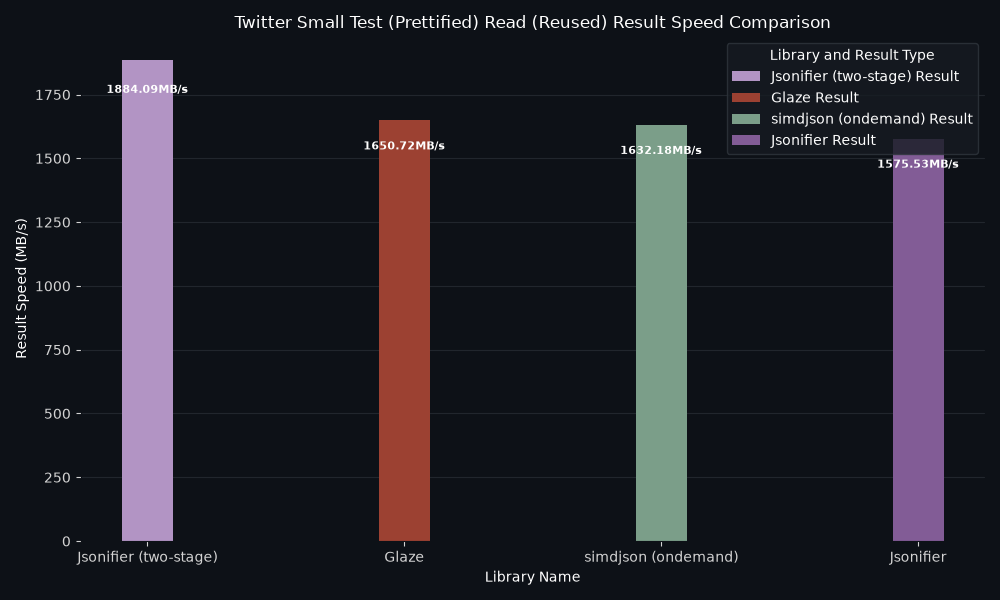 Twitter Small Test (Prettified) Read (Reused) Result Speed Comparison
Library and Result Type
Jsonifier (two-stage) Result
Glaze Result
simdjson (ondemand) Result
Jsonifier Result
1884.09MB/s
1650.72MB/s
1632.18MB/s
1575.53MB/s
Result Speed (MB/s)
1750
1500
1250
1000
750
500
250
0
Jsonifier (two-stage)
Glaze
simdjson (ondemand)
Jsonifier
Library Name